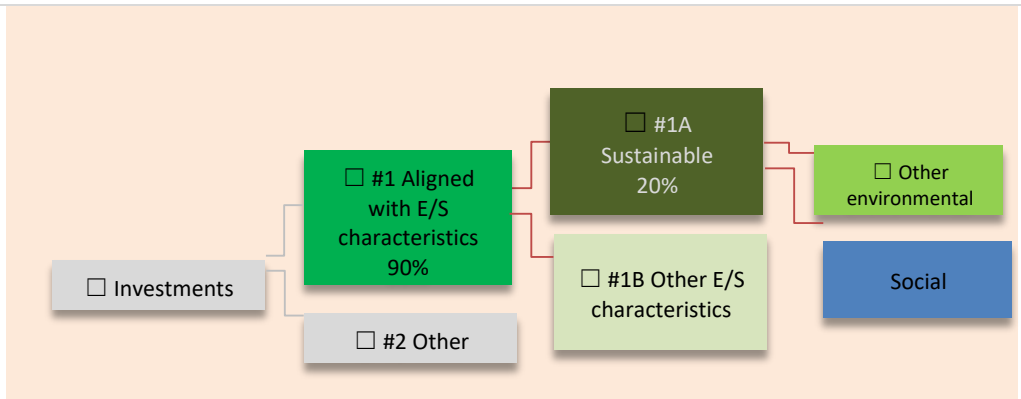 ☐ Investments
☐ #1 Aligned
with E/S
characteristics
90%
☐ #2 Other
☐ #1A
Sustainable
20%
☐ #1B Other E/S
characteristics
☐ Other
environmental
Social